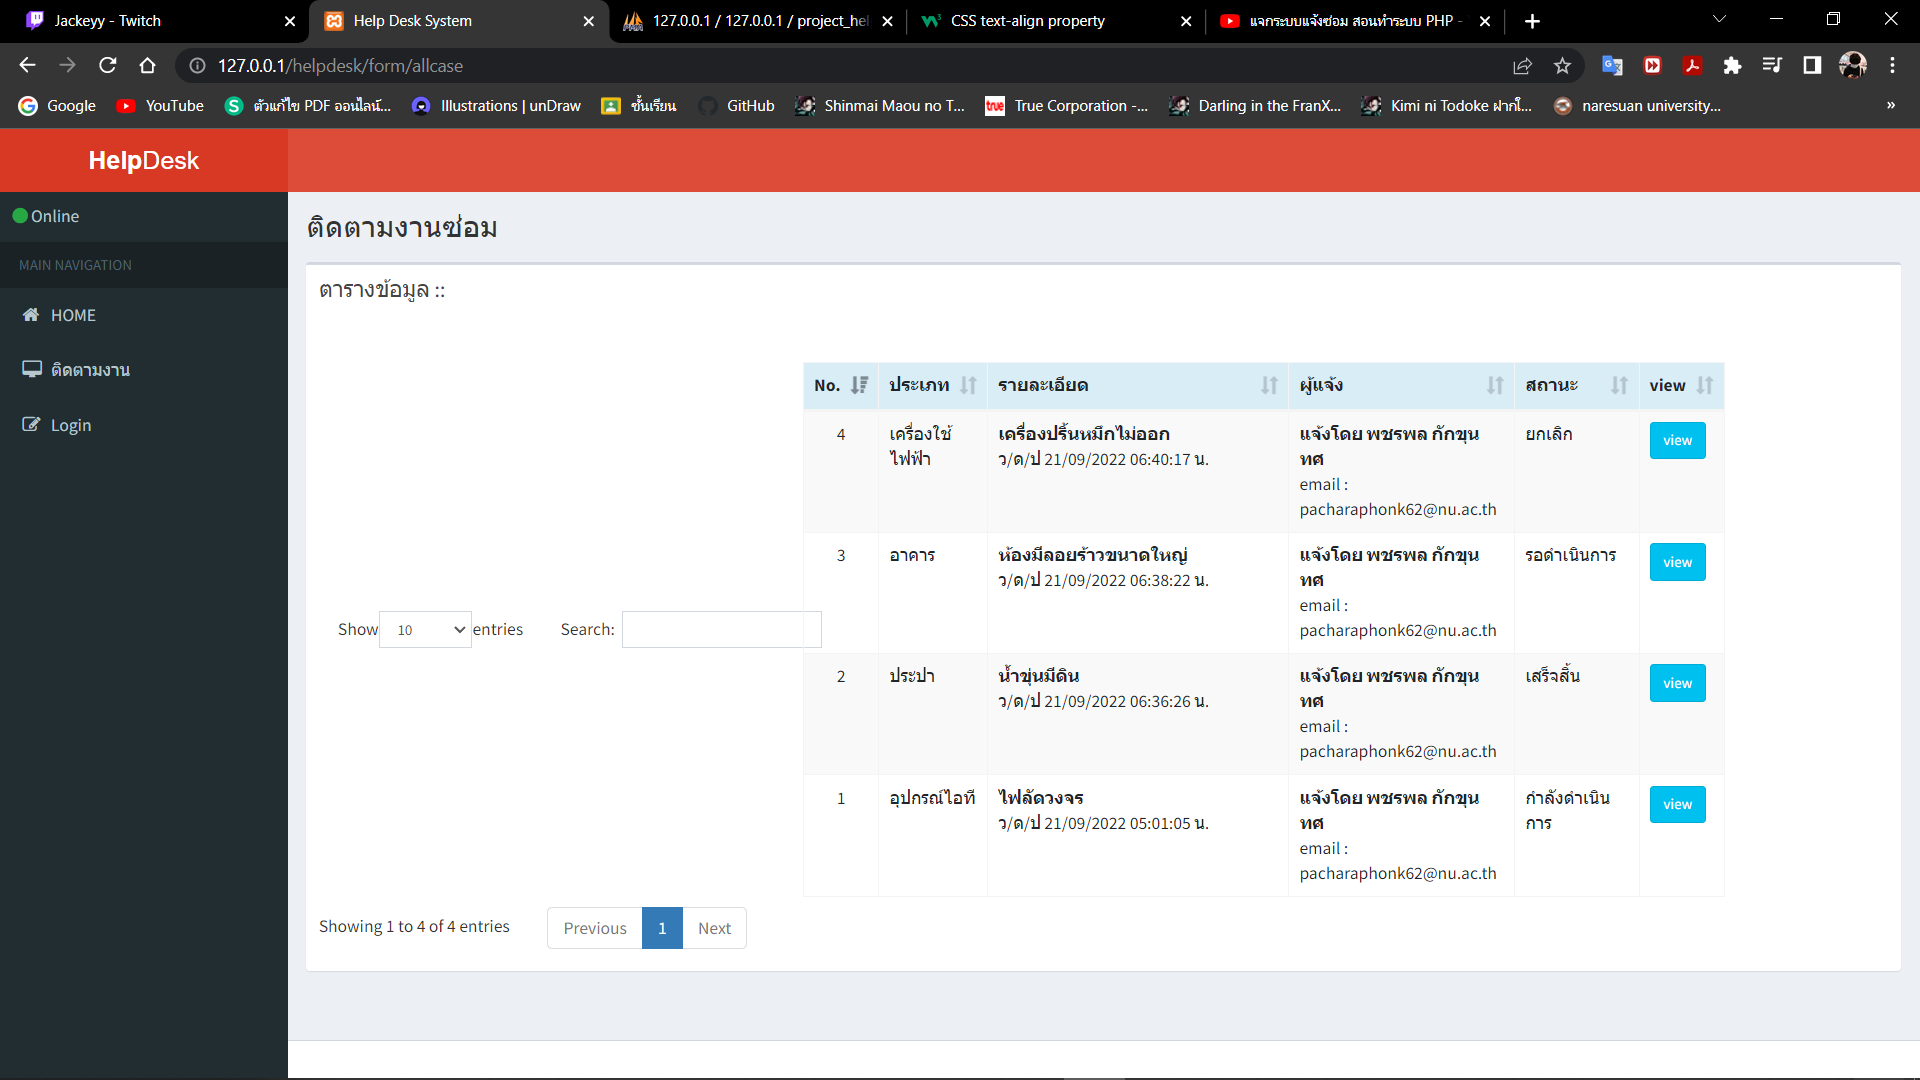 Jackeyy - Twitch
Help Desk System
127.0.0.1 / 127.0.0.1 / project_hel
CSS text-align property
แจกระบบแจ้งซ่อม สอนทำระบบ PHP -
127.0.0.1/helpdesk/form/allcase
Google
YouTube
ตัวแก้ไข PDF ออนไลน์...
Illustrations | unDraw
ชั้นเรียน
GitHub
Shinmai Maou no T...
true
True Corporation -...
Darling in the FranX...
Kimi ni Todoke ฝากใ...
naresuan university...
»
HelpDesk
Online
MAIN NAVIGATION
HOME
ติดตามงาน
Login
ติดตามงานซ่อม
ตารางข้อมูล ::
Show 10 entries
Search:
No. ประเภท รายละเอียด ผู้แจ้ง สถานะ view
4 เครื่องใช้ เครื่องปริ้นหมึกไม่ออก แจ้งโดย พชรพล กักขุน ยกเลิก view
ไฟฟ้า ว/ด/ป 21/09/2022 06:40:17 น. ทศ
email :
pacharaphonk62@nu.ac.th
3 อาคาร ห้องมีลอยร้าวขนาดใหญ่ แจ้งโดย พชรพล กักขุน รอดำเนินการ view
ว/ด/ป 21/09/2022 06:38:22 น. ทศ
email :
pacharaphonk62@nu.ac.th
2 ประปา น้ำขุ่นมีดิน แจ้งโดย พชรพล กักขุน เสร็จสิ้น view
ว/ด/ป 21/09/2022 06:36:26 น. ทศ
email :
pacharaphonk62@nu.ac.th
1 อุปกรณ์ไอที ไฟลัดวงจร แจ้งโดย พชรพล กักขุน กำลังดำเนิน view
ว/ด/ป 21/09/2022 05:01:05 น. ทศ การ
email :
pacharaphonk62@nu.ac.th
Showing 1 to 4 of 4 entries
Previous 1 Next